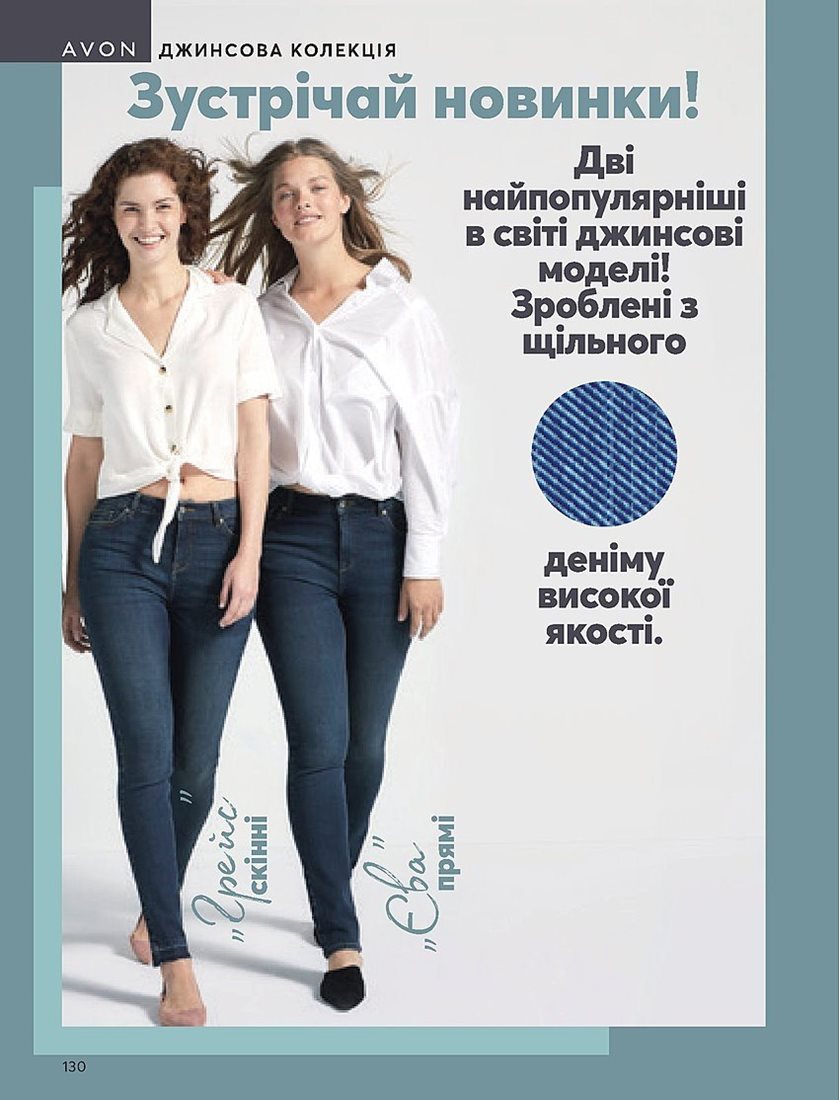 AVON ДЖИНСОВА КОЛЕКЦІЯ
Зустрічай новинки!
Дві
найпопулярніші
в світі джинсові
моделі!
Зроблені з
щільного
деніму
високої
якості.
„Грейс”
скінні
„Єва”
прямі
130